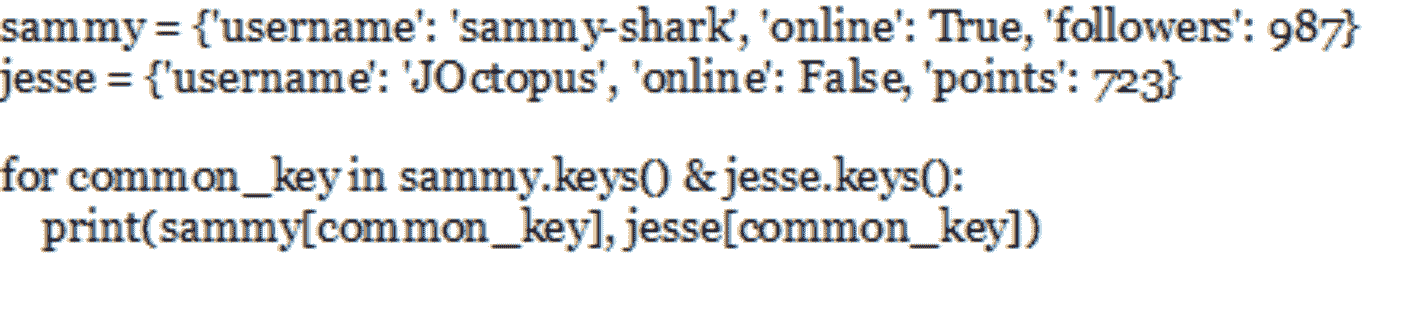 sammy = {'username': 'sammy-shark', 'online': True, 'followers': 987}
jesse = {'username': 'JOctopus', 'online': False, 'points': 723}
for common_key in sammy.keys() & jesse.keys():
    print(sammy[common_key], jesse[common_key])